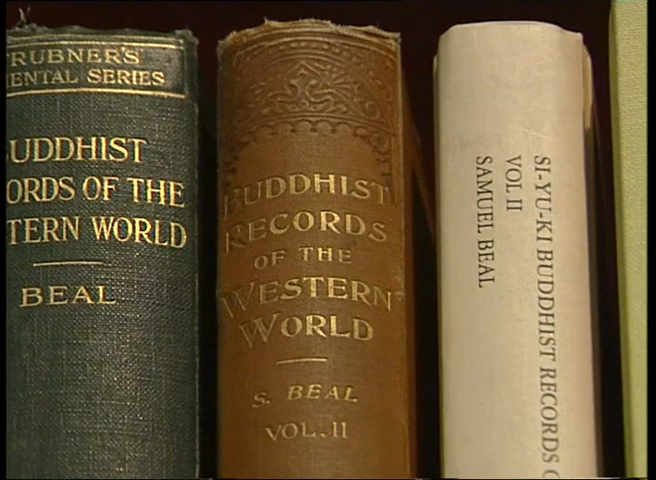 RUBNER'S
ENTAL SERIES
UDDHIST
ORDS OF THE
TERN WORLD
BEAL
BUDDHIST
RECORDS
OF THE
WESTERN
WORLD
S. BEAL
VOL. II
SI-YU-KI BUDDHIST RECORDS
VOL II
SAMUEL BEAL